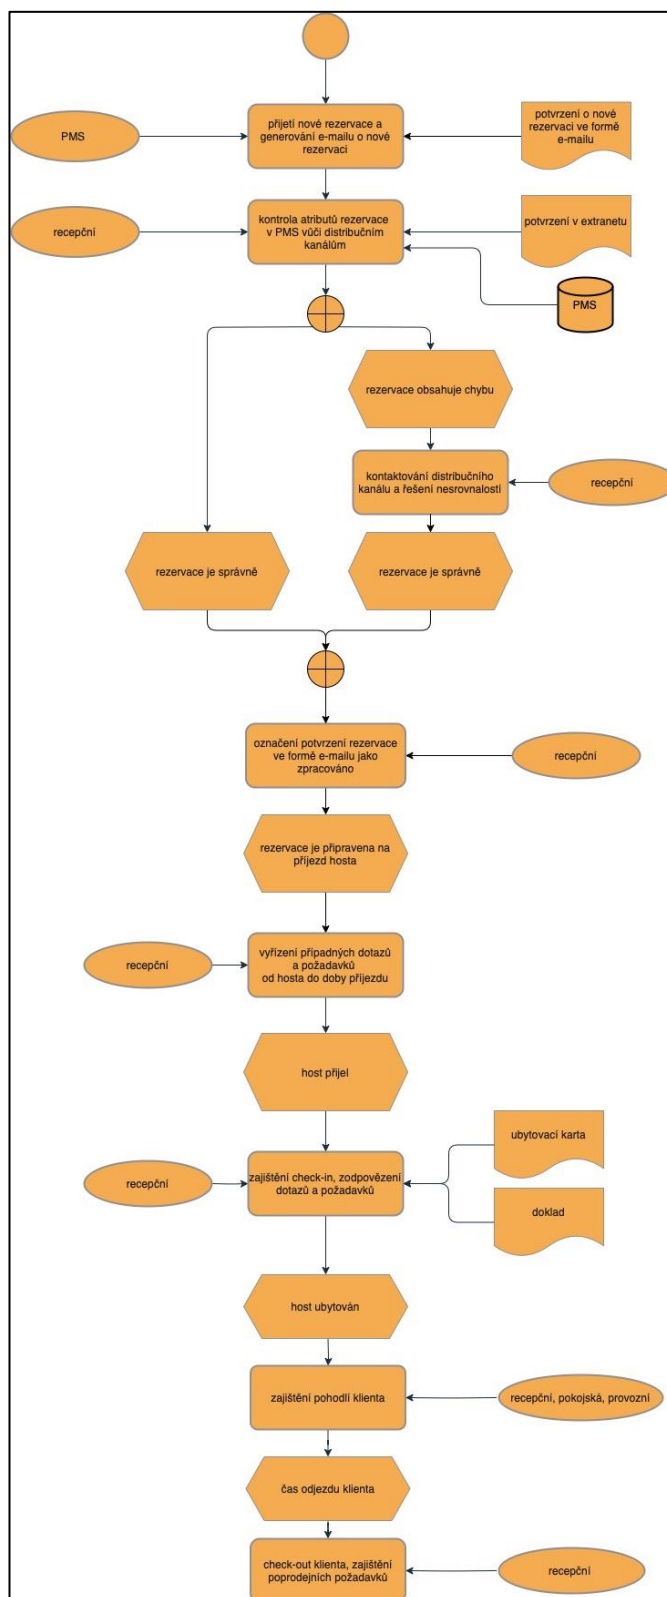 PMS
přijetí nové rezervace a
generování e-mailu o nové
rezervaci
potvrzení o nové
rezervaci ve formě
e-mailu
recepční
kontrola atributů rezervace
v PMS vůči distribučním
kanálům
potvrzení v extranetu
PMS
rezervace obsahuje chybu
kontaktování distribučního
kanálu a řešení nesrovnalostí
recepční
rezervace je správně
rezervace je správně
označení potvrzení rezervace
ve formě e-mailu jako
zpracováno
recepční
rezervace je připravena na
příjezd hosta
recepční
vyřízení případných dotazů
a požadavků
od hosta do doby příjezdu
host přijel
recepční
zajištění check-in, zodpovězení
dotazů a požadavků
ubytovací karta
doklad
host ubytován
zajištění pohodlí klienta
recepční, pokojská, provozní
čas odjezdu klienta
check-out klienta, zajištění
poprodejních požadavků
recepční